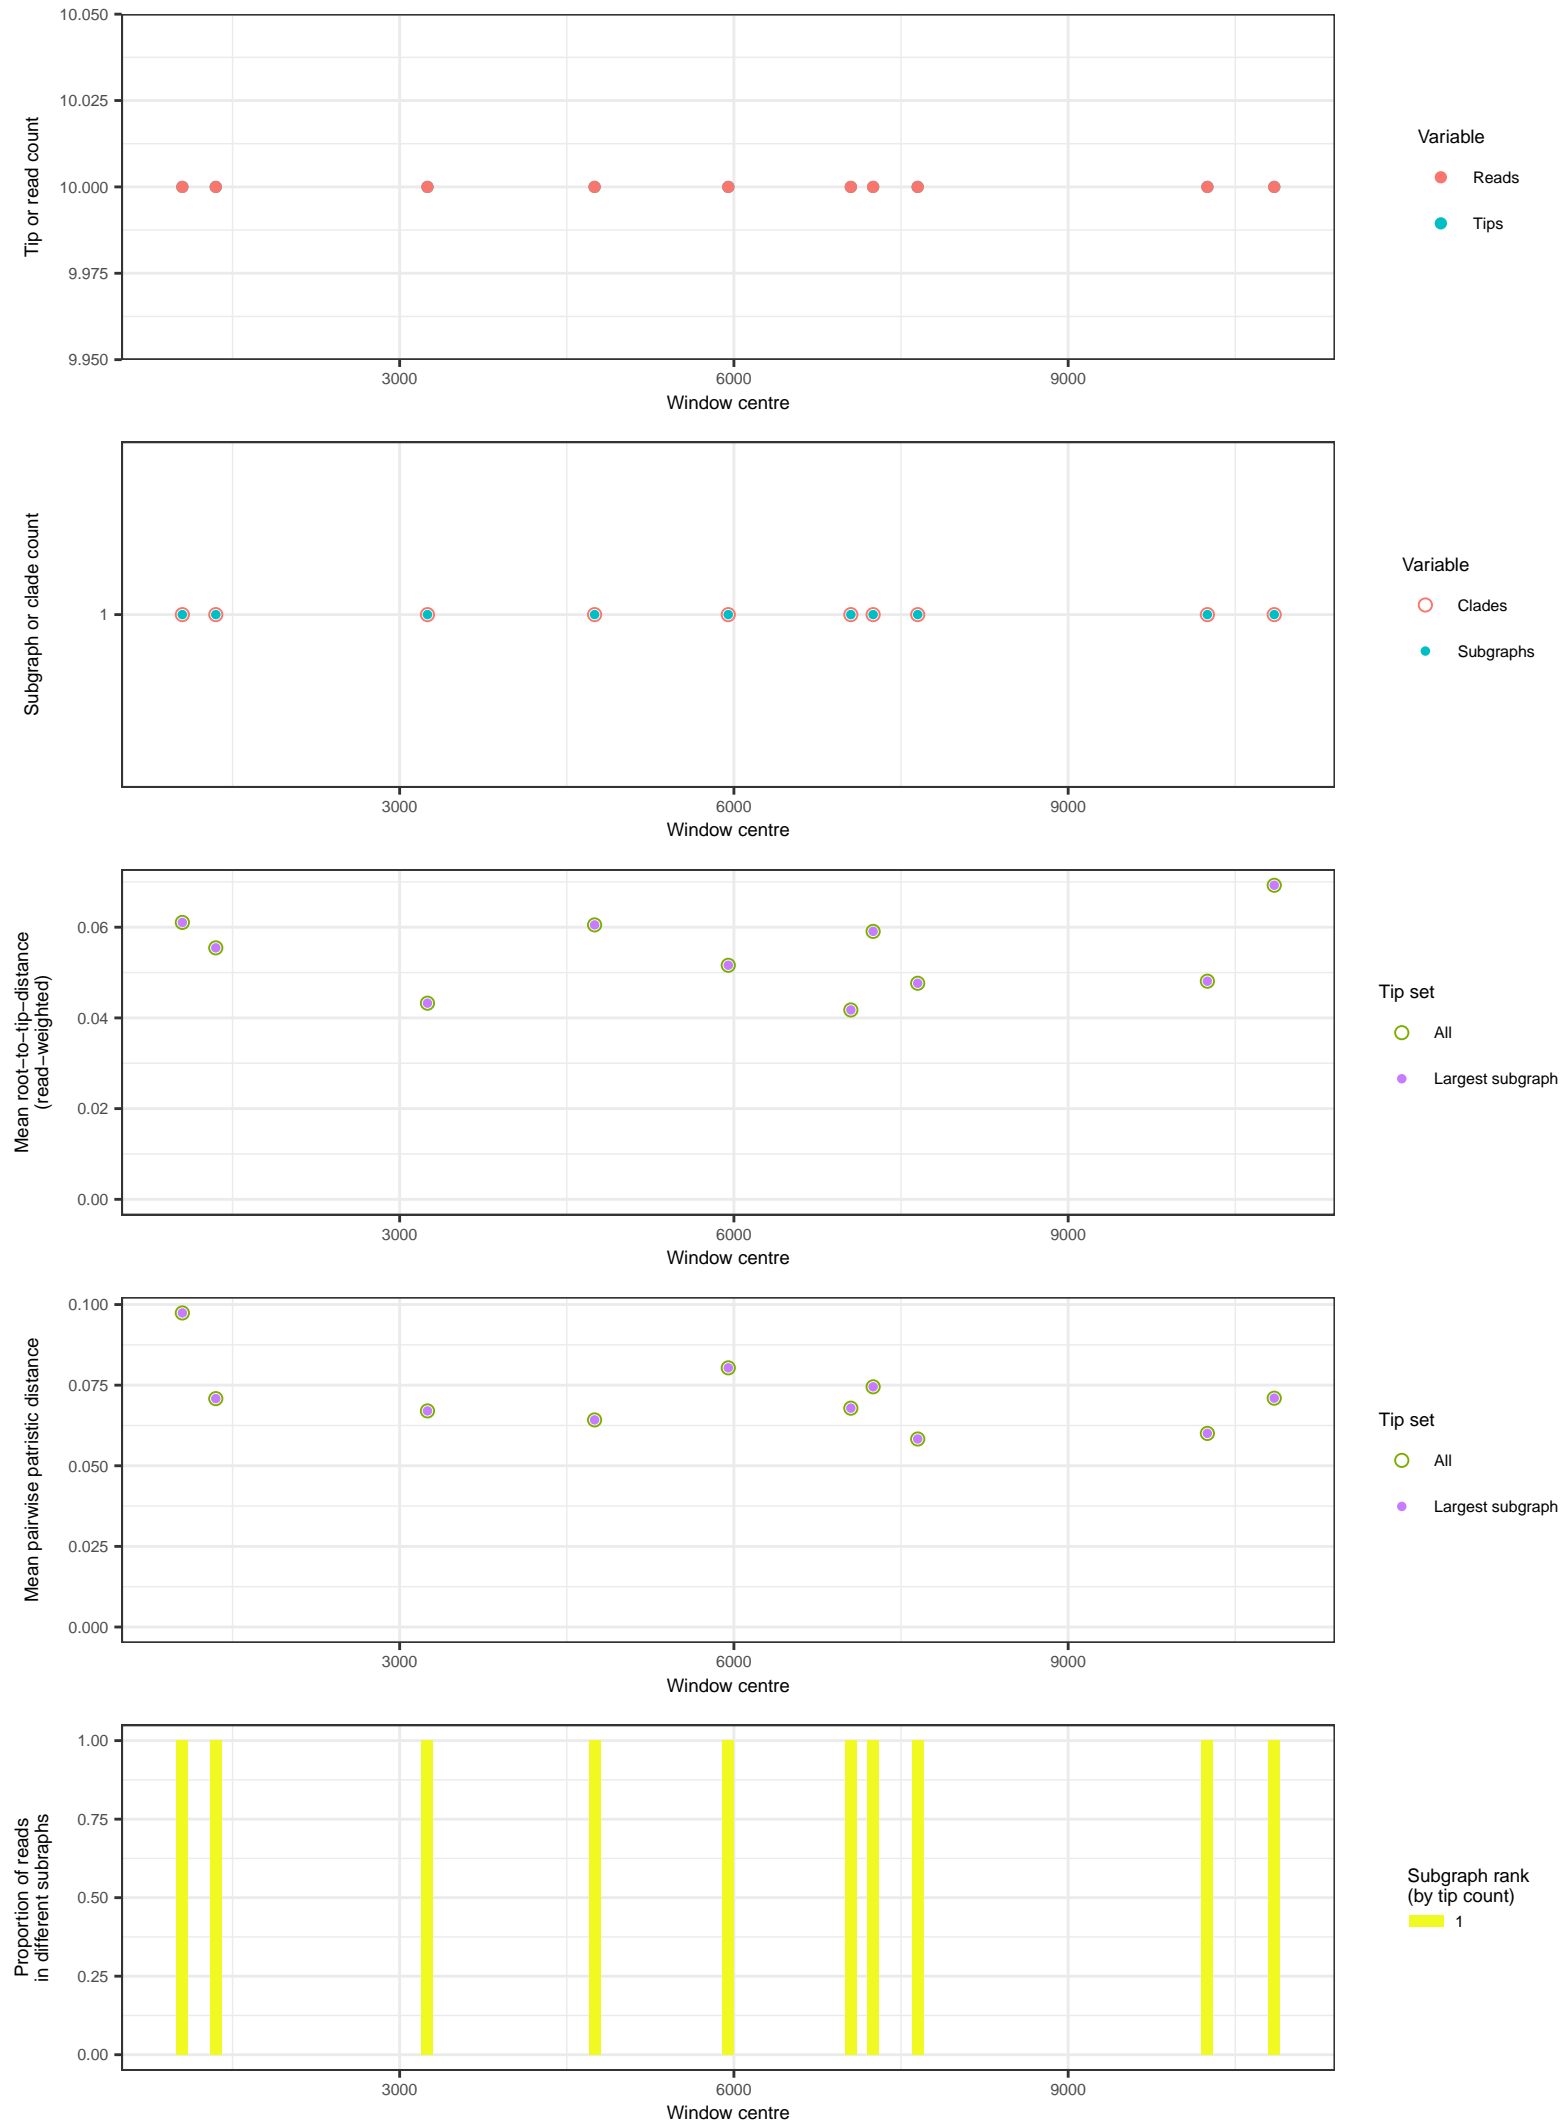 10.050
10.025
10.000
9.975
9.950
Tip or read count
3000
6000
9000
Window centre
Variable
Reads
Tips
1
Subgraph or clade count
3000
6000
9000
Window centre
Variable
Clades
Subgraphs
0.06
0.04
0.02
0.00
Mean root−to−tip−distance
(read−weighted)
3000
6000
9000
Window centre
Tip set
All
Largest subgraph
0.100
0.075
0.050
0.025
0.000
Mean pairwise patristic distance
3000
6000
9000
Window centre
Tip set
All
Largest subgraph
1.00
0.75
0.50
0.25
0.00
Proportion of reads
in different subraphs
3000
6000
9000
Window centre
Subgraph rank
(by tip count)
1